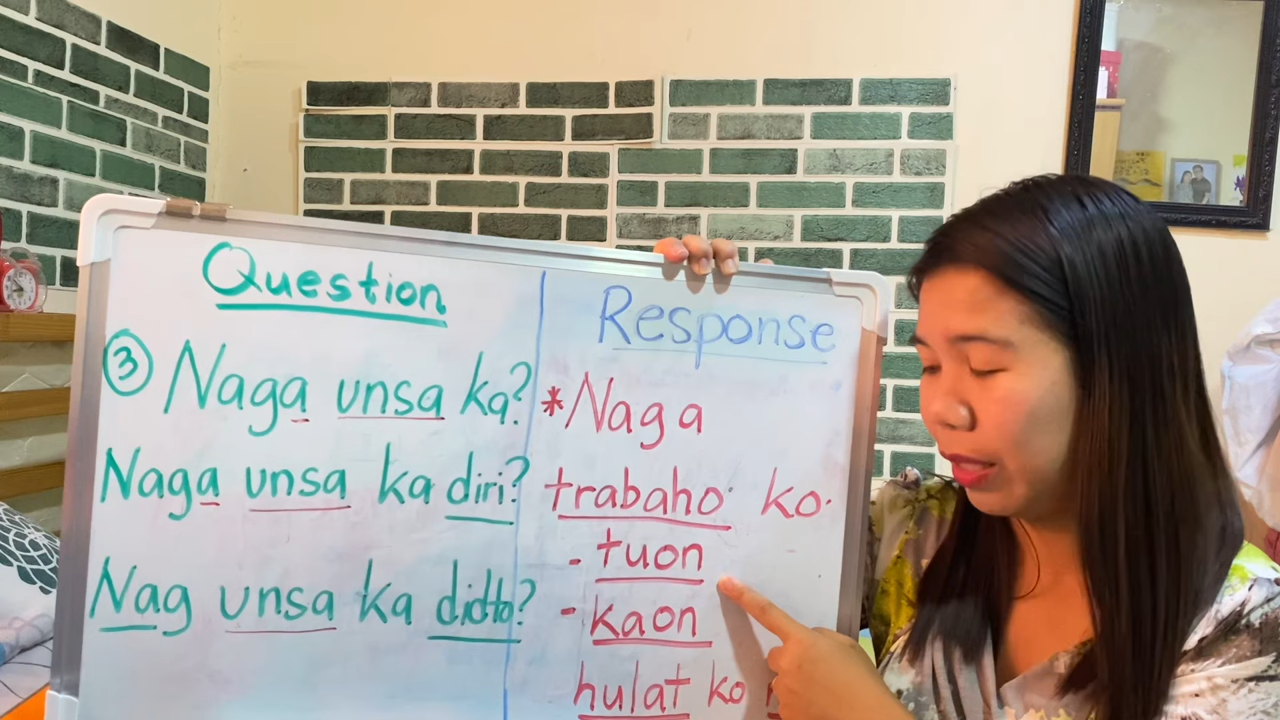 Question
Response
③ Naga unsa ka?
Naga unsa ka diri?
Nag unsa ka didto?
*Naga
trabaho ko.
- tuon
- kaon
hulat ko